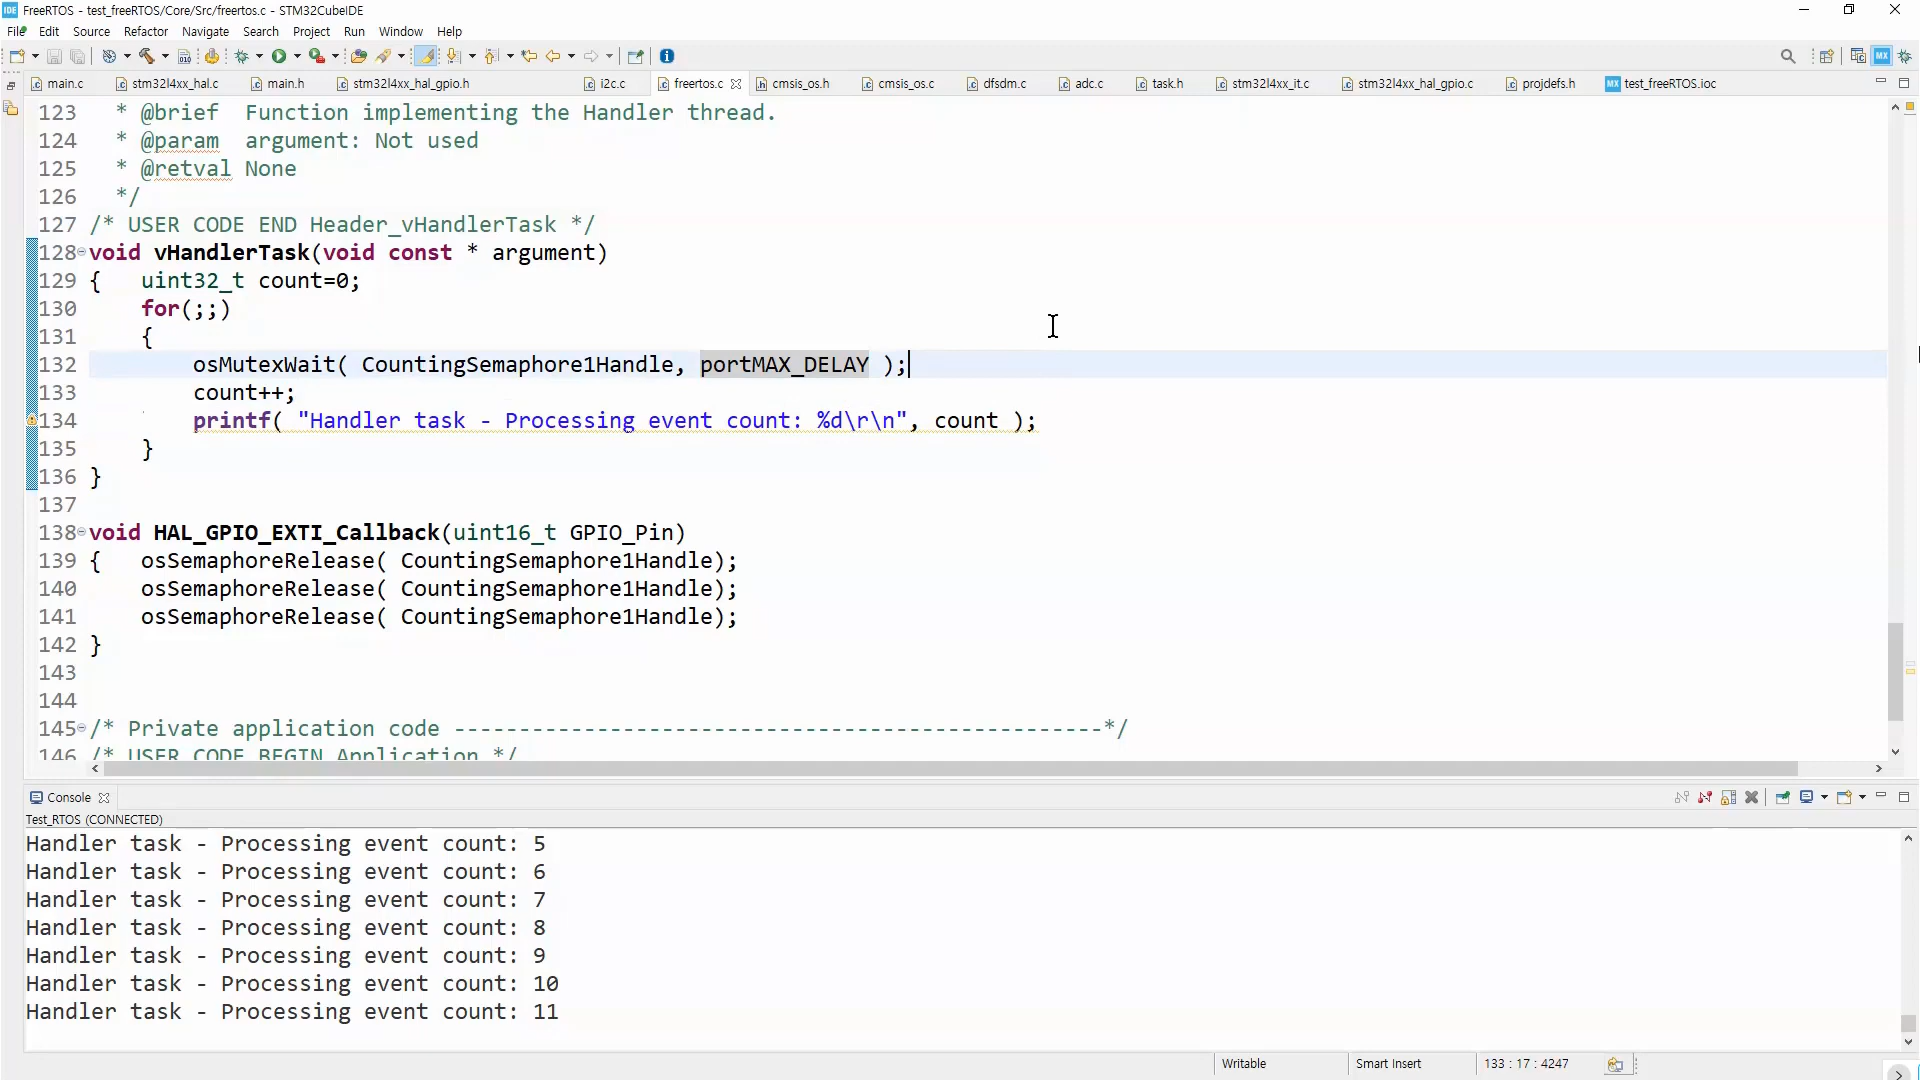 FreeRTOS - test_freeRTOS/Core/Src/freertos.c - STM32CubeIDE
File Edit Source Refactor Navigate Search Project Run Window Help
main.c stm32l4xx_hal.c main.h stm32l4xx_hal_gpio.h i2c.c freertos.c cmsis_os.h cmsis_os.c dfsdm.c adc.c task.h stm32l4xx_it.c stm32l4xx_hal_gpio.c projdefs.h test_freeRTOS.ioc
123 * @brief Function implementing the Handler thread.
124 * @param argument: Not used
125 * @retval None
126 */
127 /* USER CODE END Header_vHandlerTask */
128 void vHandlerTask(void const * argument)
129 { uint32_t count=0;
130 for(;;)
131 {
132 osMutexWait( CountingSemaphore1Handle, portMAX_DELAY );
133 count++;
134 printf( "Handler task - Processing event count: %d\r\n", count );
135 }
136 }
137
138 void HAL_GPIO_EXTI_Callback(uint16_t GPIO_Pin)
139 { osSemaphoreRelease( CountingSemaphore1Handle);
140 osSemaphoreRelease( CountingSemaphore1Handle);
141 osSemaphoreRelease( CountingSemaphore1Handle);
142 }
143
144
145 /* Private application code --------------------------------------------------*/
146 /* USER CODE BEGIN Application */
Console
Test_RTOS (CONNECTED)
Handler task - Processing event count: 5
Handler task - Processing event count: 6
Handler task - Processing event count: 7
Handler task - Processing event count: 8
Handler task - Processing event count: 9
Handler task - Processing event count: 10
Handler task - Processing event count: 11
Writable Smart Insert 133 : 17 : 4247